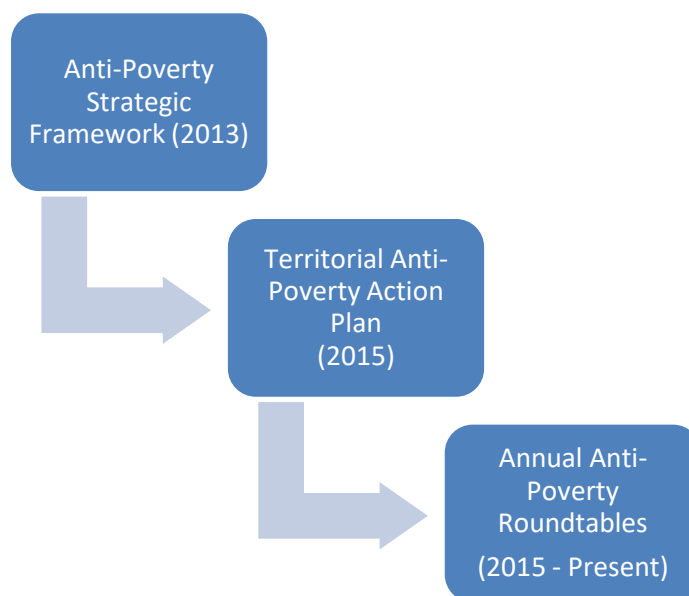 Anti-Poverty
Strategic
Framework (2013)
Territorial Anti-
Poverty Action
Plan
(2015)
Annual Anti-
Poverty
Roundtables
(2015 - Present)